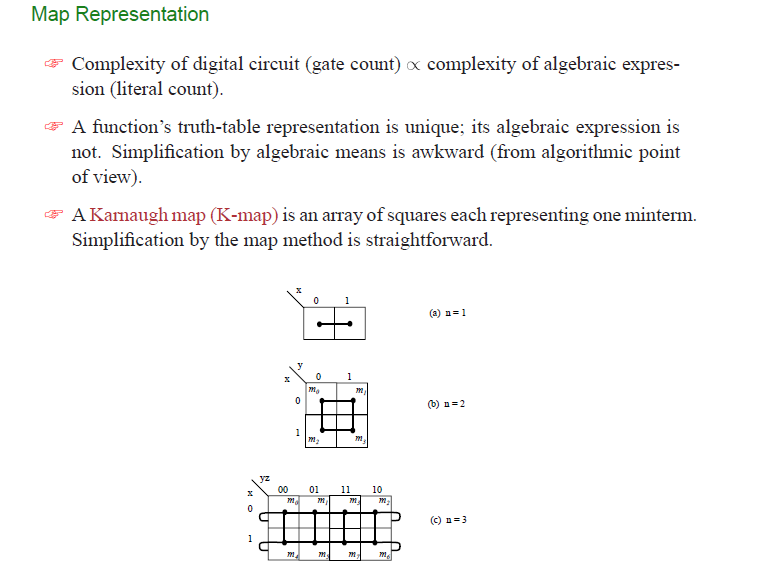 Map Representation
☞ Complexity of digital circuit (gate count) ∝ complexity of algebraic expres-
sion (literal count).
☞ A function's truth-table representation is unique; its algebraic expression is
not. Simplification by algebraic means is awkward (from algorithmic point
of view).
☞ A Karnaugh map (K-map) is an array of squares each representing one minterm.
Simplification by the map method is straightforward.
x
0 1
(a) n = 1
y
x 0 1
m0 m1
0
(b) n = 2
1
m2 m3
yz
x 00 01 11 10
m0 m1 m3 m2
0
(c) n = 3
1
m4 m5 m7 m6